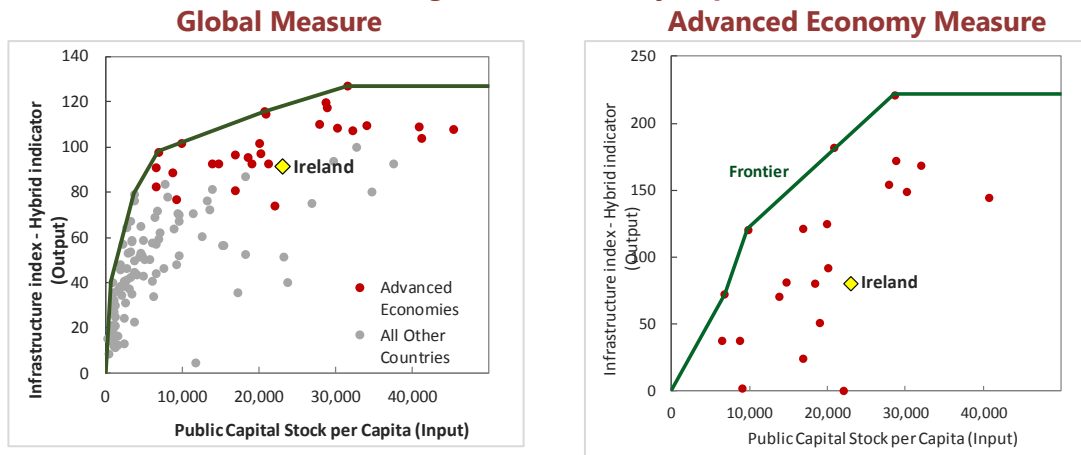 Global Measure
Advanced Economy Measure
140
120
100
80
60
40
20
0
0
10,000
20,000
30,000
40,000
Infrastructure index - Hybrid indicator
(Output)
Public Capital Stock per Capita (Input)
Ireland
Advanced
Economies
All Other
Countries
250
200
150
100
50
0
0
10,000
20,000
30,000
40,000
Infrastructure index - Hybrid indicator
(Output)
Public Capital Stock per Capita (Input)
Frontier
Ireland